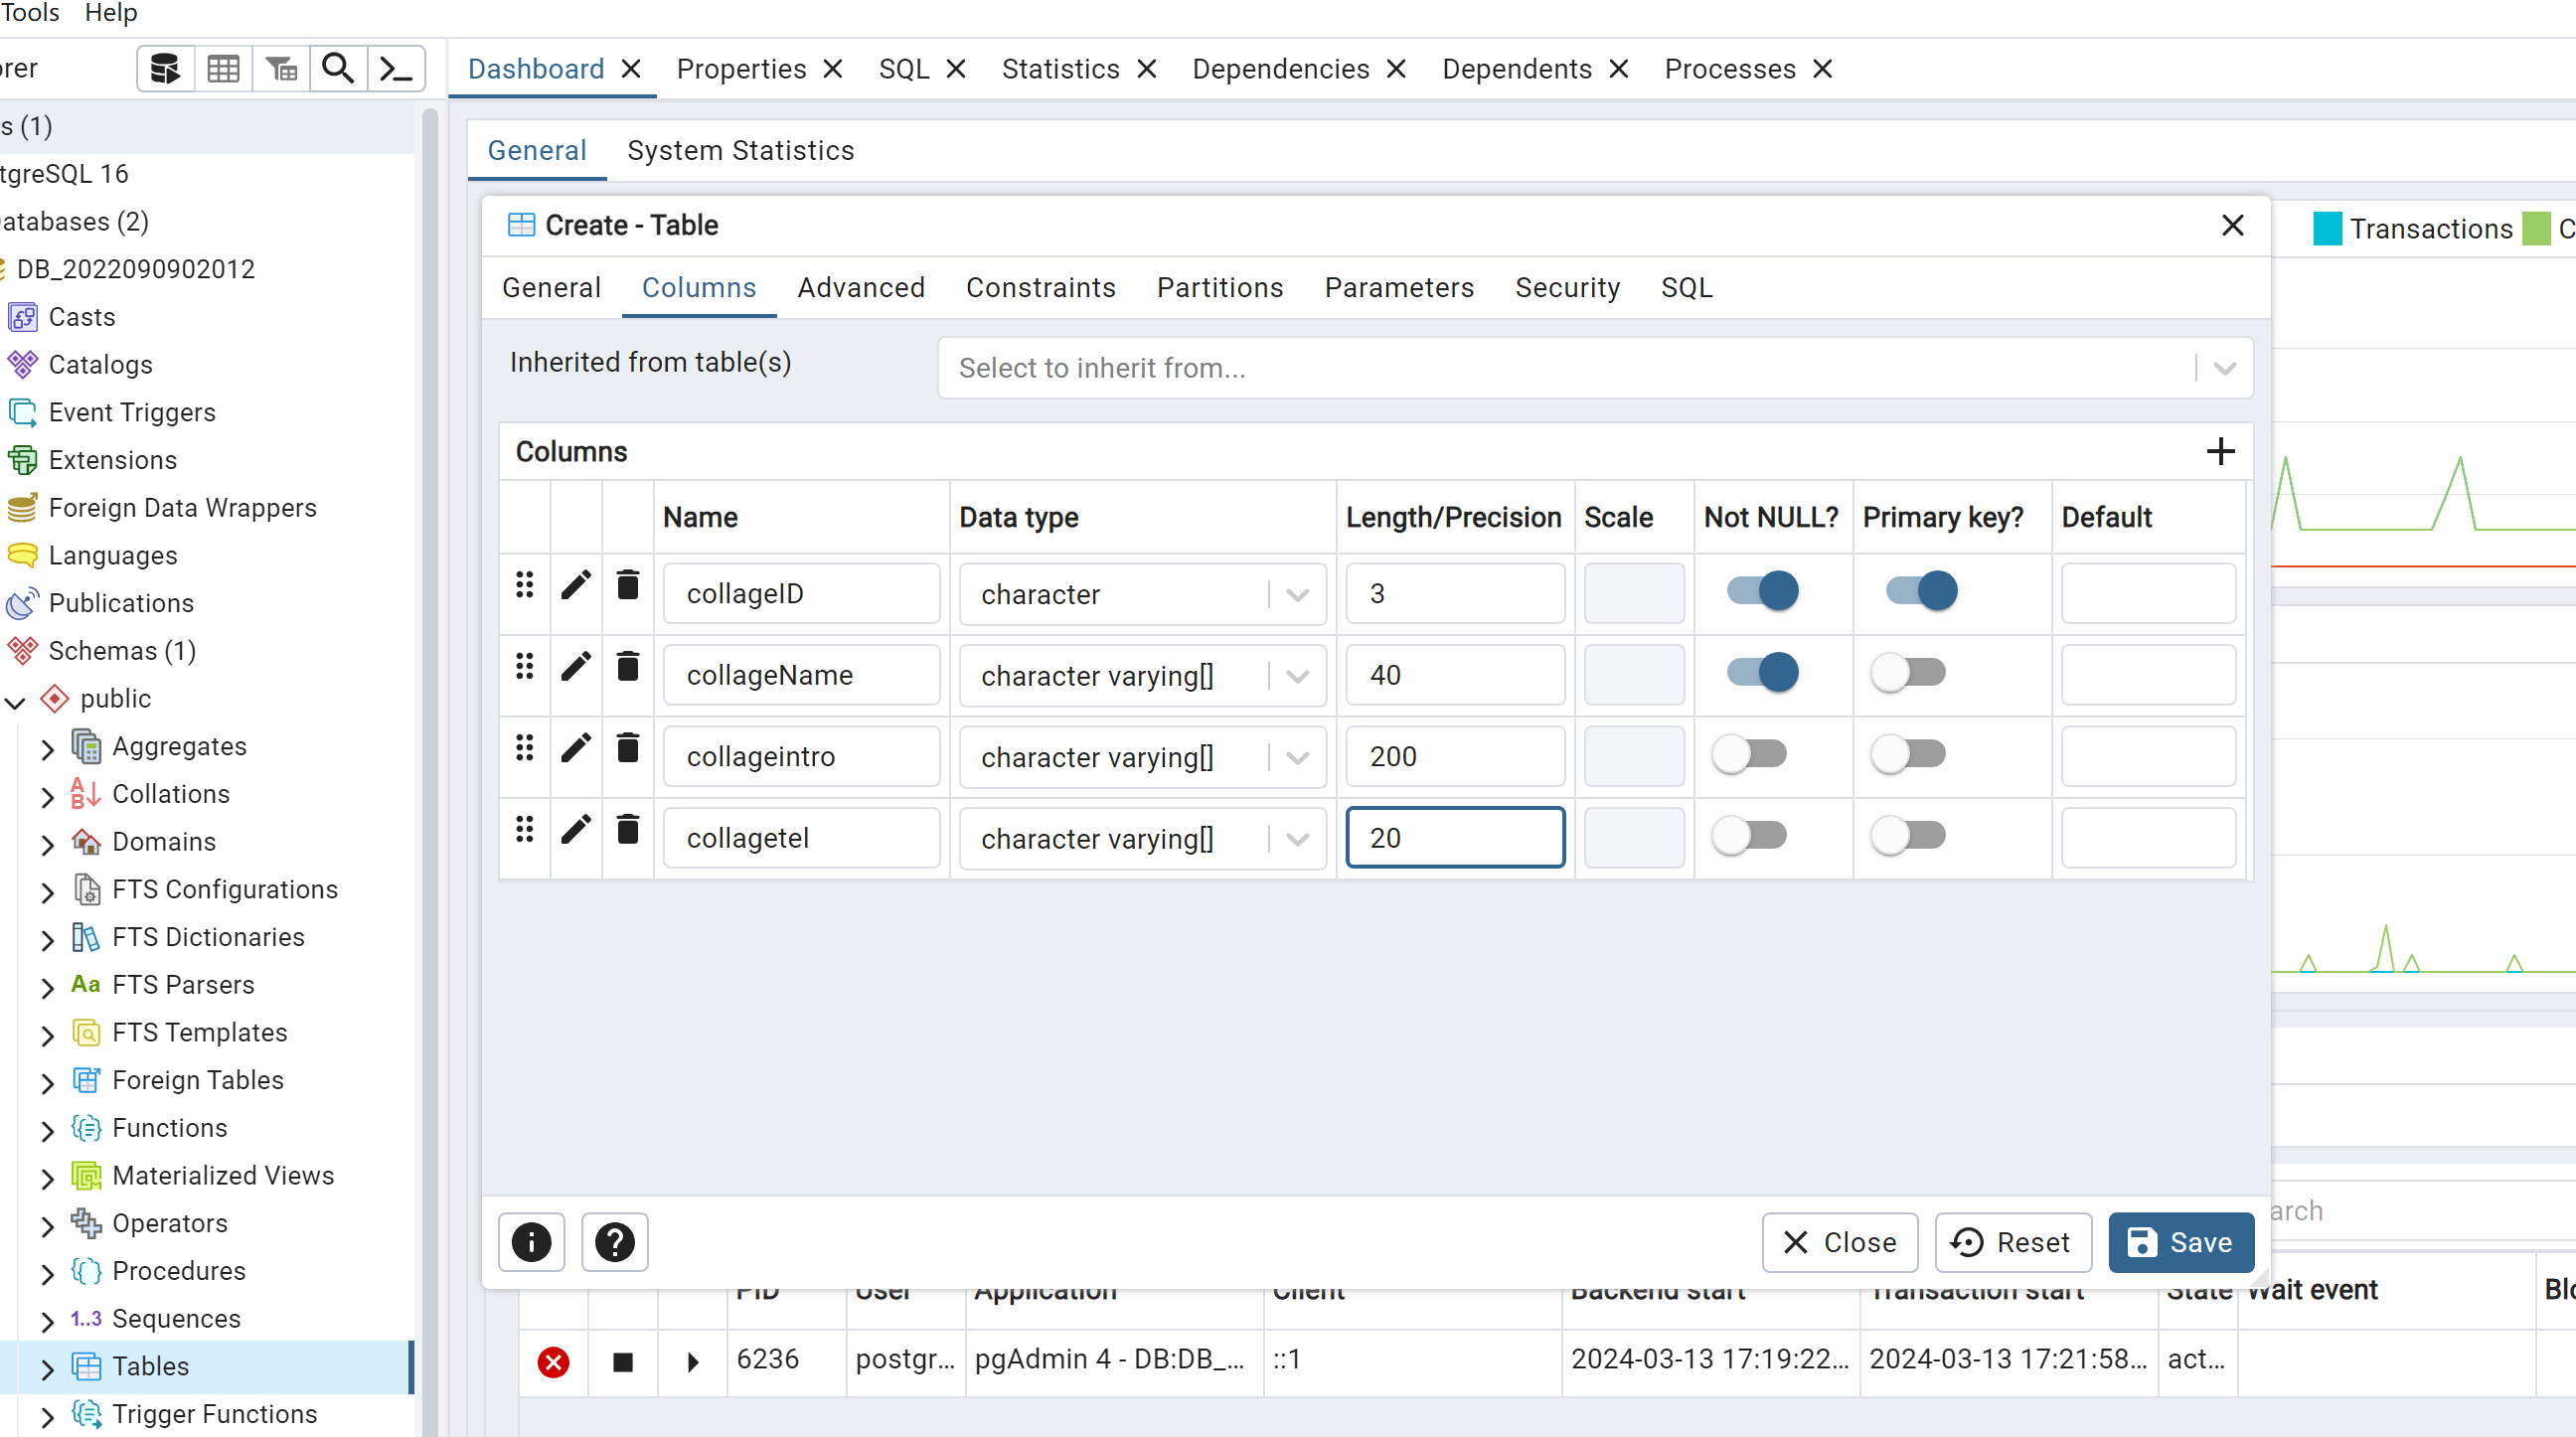 Tools Help
orer
Dashboard Properties SQL Statistics Dependencies Dependents Processes
s (1)
General System Statistics
tgreSQL 16
atabases (2)
DB_2022090902012
Casts
Catalogs
Event Triggers
Extensions
Foreign Data Wrappers
Languages
Publications
Schemas (1)
public
Aggregates
Collations
Domains
FTS Configurations
FTS Dictionaries
Aa FTS Parsers
FTS Templates
Foreign Tables
Functions
Materialized Views
Operators
Procedures
1..3 Sequences
Tables
Trigger Functions
Create - Table
Transactions C
General Columns Advanced Constraints Partitions Parameters Security SQL
Inherited from table(s) Select to inherit from...
Columns
Name Data type Length/Precision Scale Not NULL? Primary key? Default
collageID character 3
collageName character varying[] 40
collageintro character varying[] 200
collagetel character varying[] 20
Close Reset Save
arch
PID User Application Client Backend start Transaction start State Wait event Blo
6236 postgr... pgAdmin 4 - DB:DB_... ::1 2024-03-13 17:19:22... 2024-03-13 17:21:58... act...